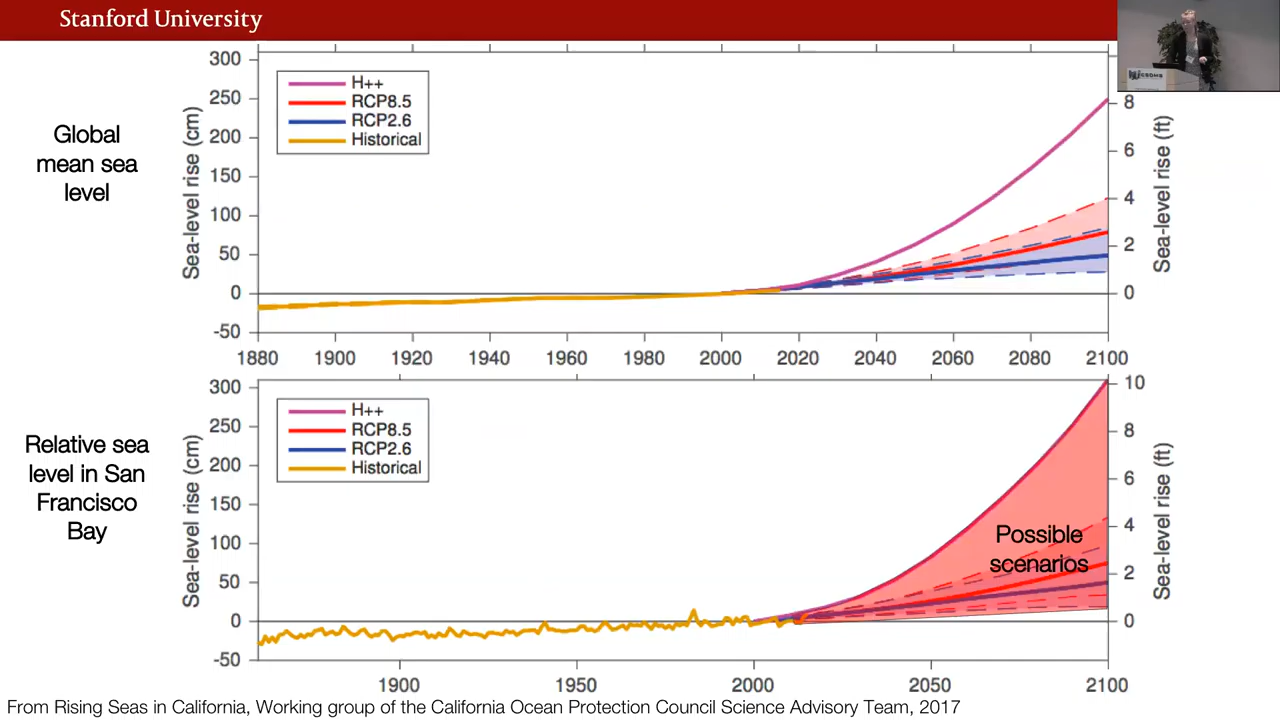 Stanford University
CSDMS
Global
mean sea
level
Sea-level rise (cm)
300
250
200
150
100
50
0
-50
H++
RCP8.5
RCP2.6
Historical
8
6
4
2
0
Sea-level rise (ft)
1880 1900 1920 1940 1960 1980 2000 2020 2040 2060 2080 2100
Relative sea
level in San
Francisco
Bay
Sea-level rise (cm)
300
250
200
150
100
50
0
-50
H++
RCP8.5
RCP2.6
Historical
Possible
scenarios
10
8
6
4
2
0
Sea-level rise (ft)
1900 1950 2000 2050 2100
From Rising Seas in California, Working group of the California Ocean Protection Council Science Advisory Team, 2017